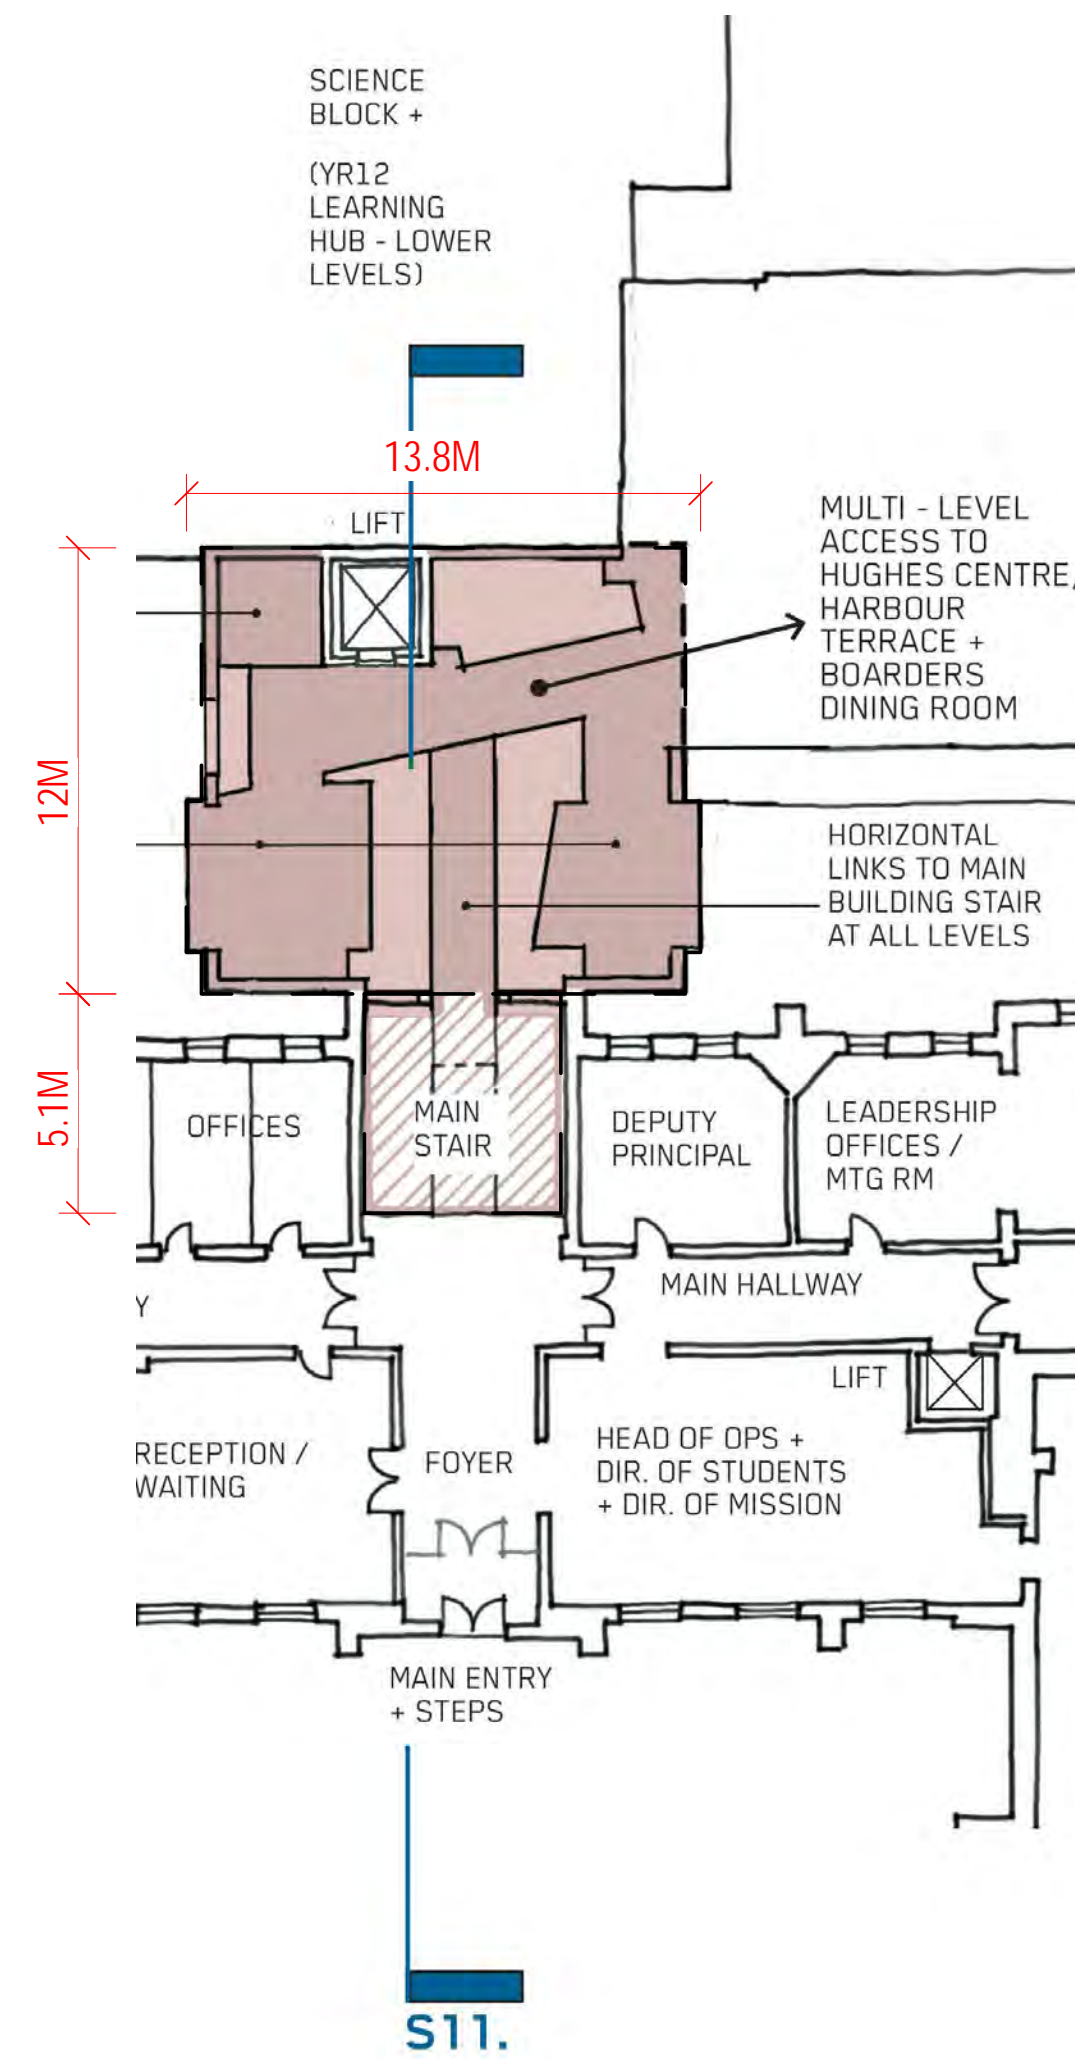 SCIENCE
BLOCK +
(YR12
LEARNING
HUB - LOWER
LEVELS)
13.8M
LIFT
MULTI - LEVEL
ACCESS TO
HUGHES CENTRE,
HARBOUR
TERRACE +
BOARDERS
DINING ROOM
12M
HORIZONTAL
LINKS TO MAIN
BUILDING STAIR
AT ALL LEVELS
5.1M
OFFICES
MAIN
STAIR
DEPUTY
PRINCIPAL
LEADERSHIP
OFFICES /
MTG RM
Y
MAIN HALLWAY
LIFT
RECEPTION /
WAITING
FOYER
HEAD OF OPS +
DIR. OF STUDENTS
+ DIR. OF MISSION
MAIN ENTRY
+ STEPS
S11.